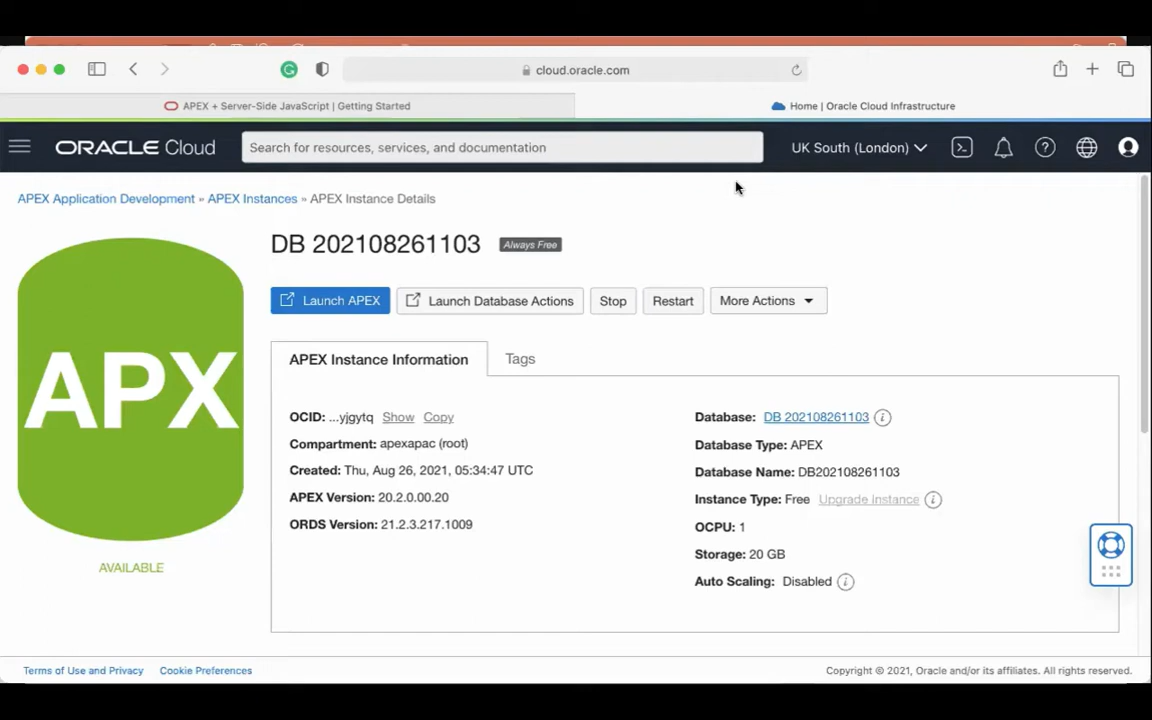 cloud.oracle.com
APEX + Server-Side JavaScript | Getting Started
Home | Oracle Cloud Infrastructure
ORACLE Cloud
Search for resources, services, and documentation
UK South (London)
APEX Application Development » APEX Instances » APEX Instance Details
DB 202108261103
Always Free
Launch APEX
Launch Database Actions
Stop
Restart
More Actions
APX
AVAILABLE
APEX Instance Information
Tags
OCID: ...yjgytq Show Copy
Compartment: apexapac (root)
Created: Thu, Aug 26, 2021, 05:34:47 UTC
APEX Version: 20.2.0.00.20
ORDS Version: 21.2.3.217.1009
Database: DB 202108261103
Database Type: APEX
Database Name: DB202108261103
Instance Type: Free Upgrade Instance
OCPU: 1
Storage: 20 GB
Auto Scaling: Disabled
Terms of Use and Privacy
Cookie Preferences
Copyright © 2021, Oracle and/or its affiliates. All rights reserved.